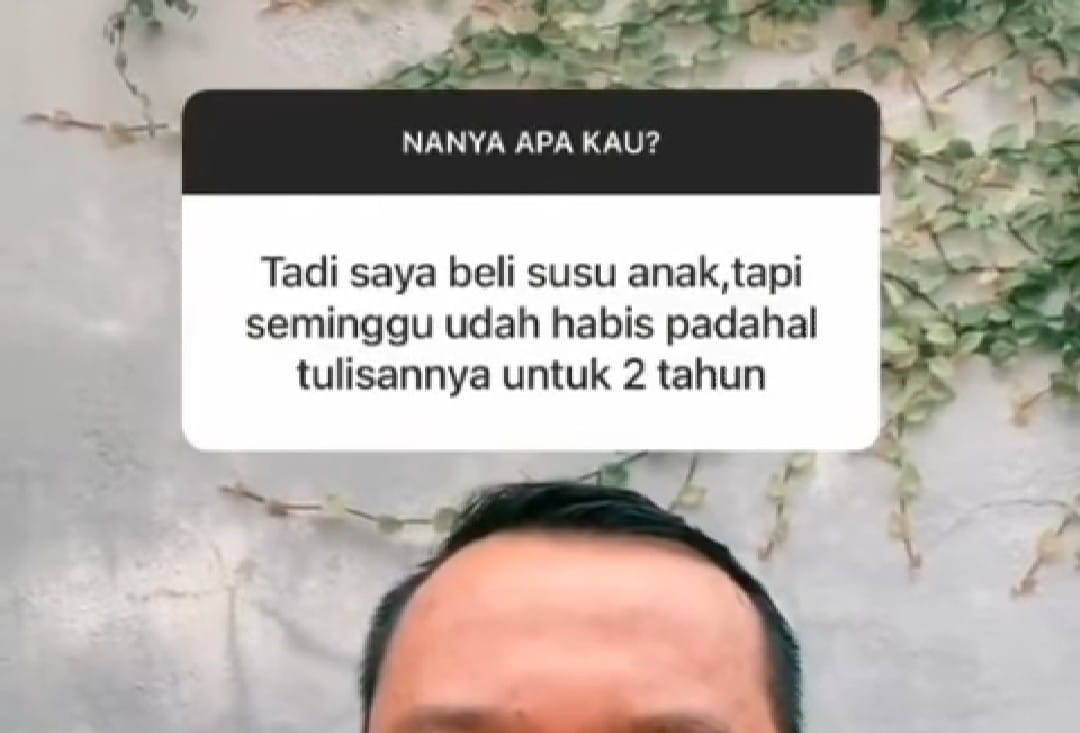 NANYA APA KAU?
Tadi saya beli susu anak,tapi
seminggu udah habis padahal
tulisannya untuk 2 tahun